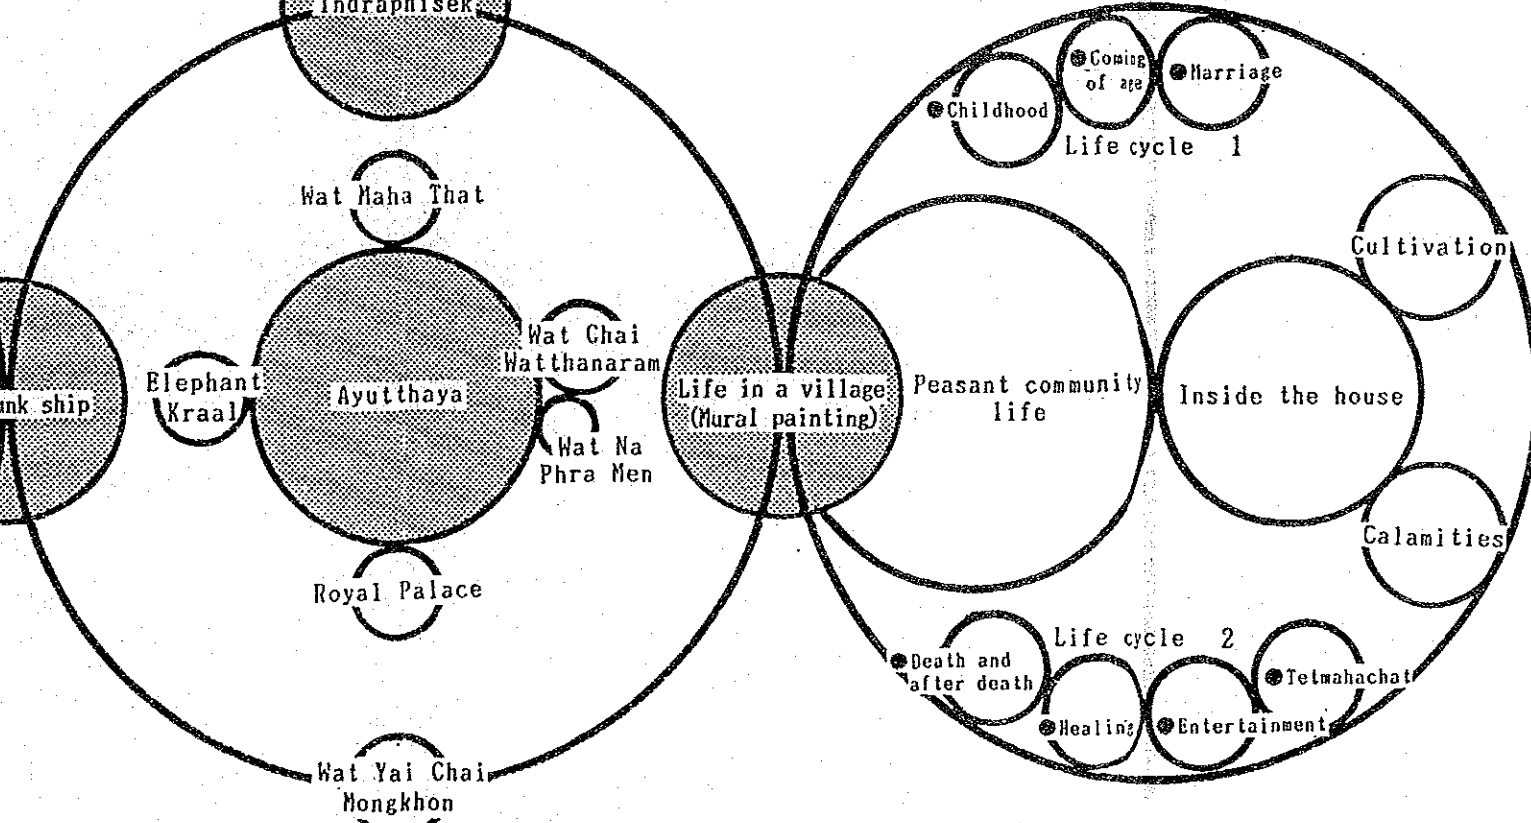 Indraphisek
Wat Maha That
Wat Chai
Watthanaram
Elephant
Kraal
Ayutthaya
unk ship
Wat Na
Phra Men
Royal Palace
Wat Yai Chai
Mongkhon
Life in a village
(Mural painting)
Coming
of age
Marriage
Childhood
Life cycle 1
Cultivation
Peasant community
life
Inside the house
Calamities
Life cycle 2
Death and
after death
Tetmahachat
Healing
Entertainment